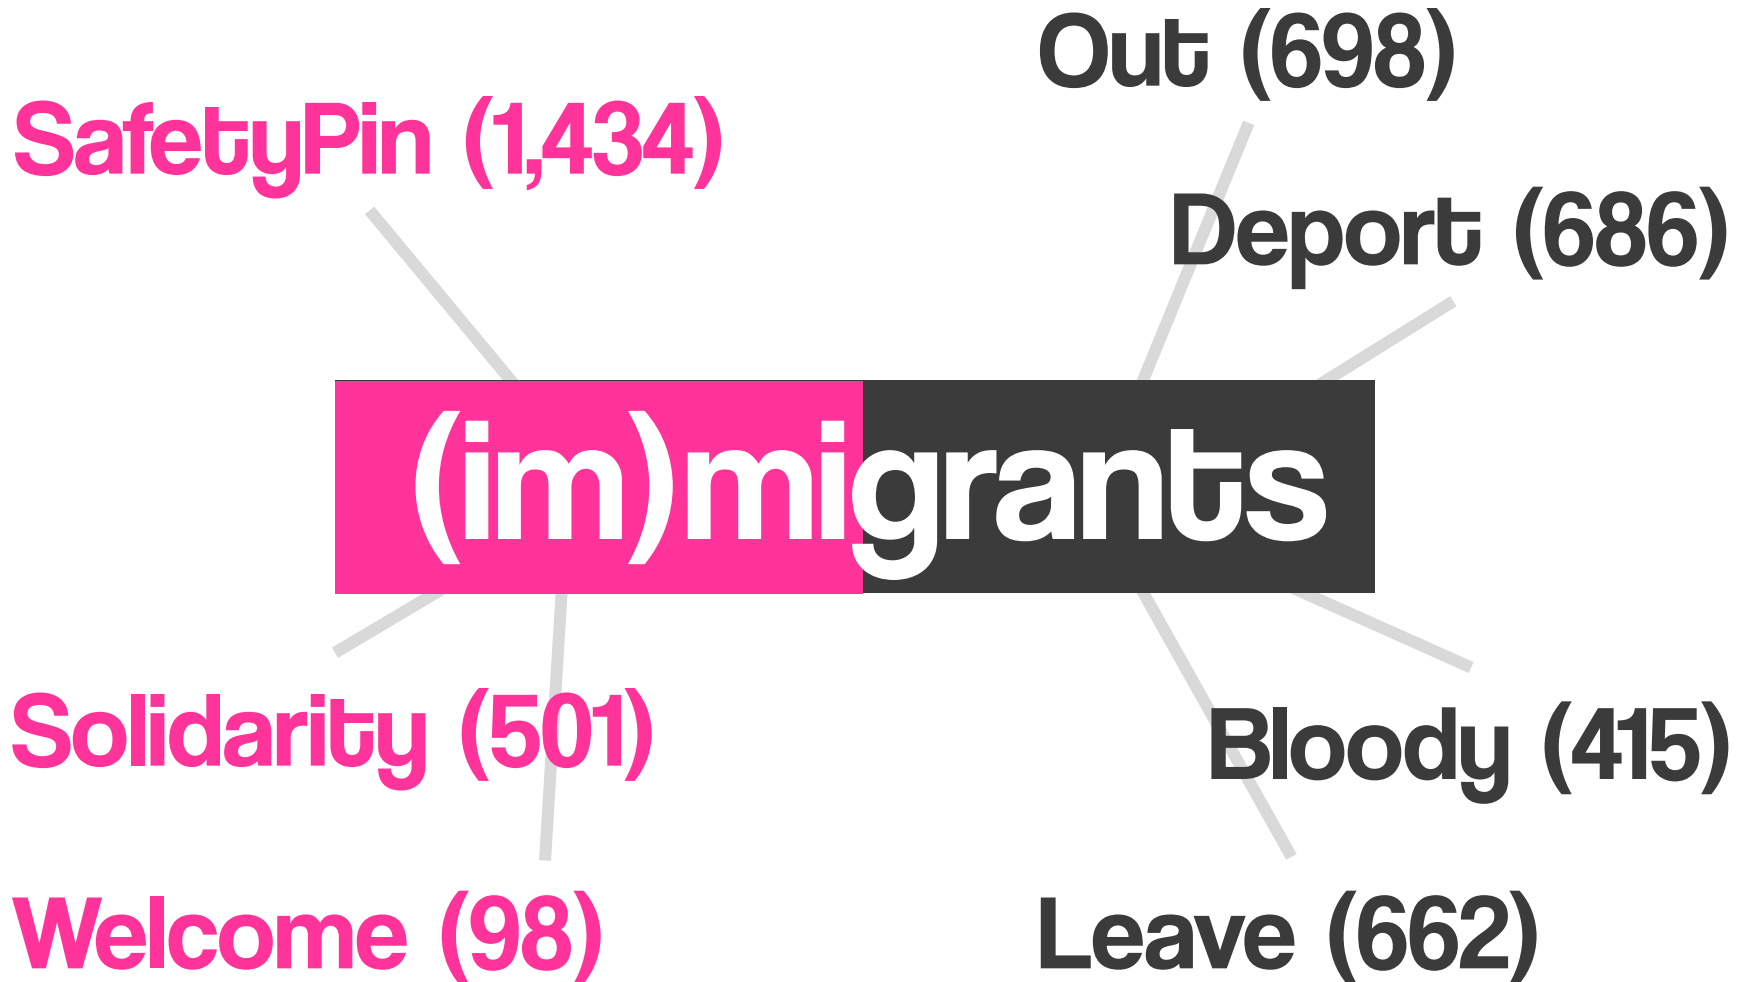 Out (698)
SafetyPin (1,434)
Deport (686)
(im)migrants
Solidarity (501)
Bloody (415)
Welcome (98)
Leave (662)